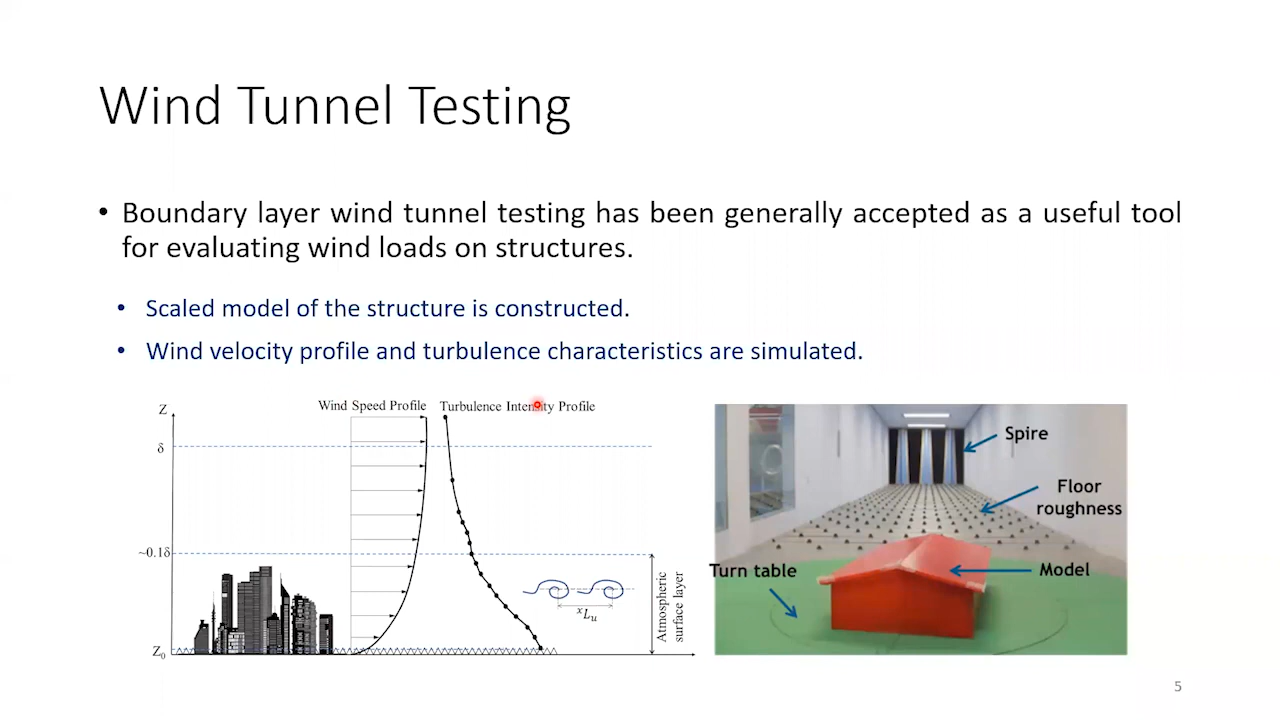 Wind Tunnel Testing
• Boundary layer wind tunnel testing has been generally accepted as a useful tool
for evaluating wind loads on structures.
• Scaled model of the structure is constructed.
• Wind velocity profile and turbulence characteristics are simulated.
Z
Wind Speed Profile
Turbulence Intensity Profile
δ
~0.1δ
Z₀
ˣLᵤ
Atmospheric
surface layer
Spire
Floor
roughness
Turn table
Model
5